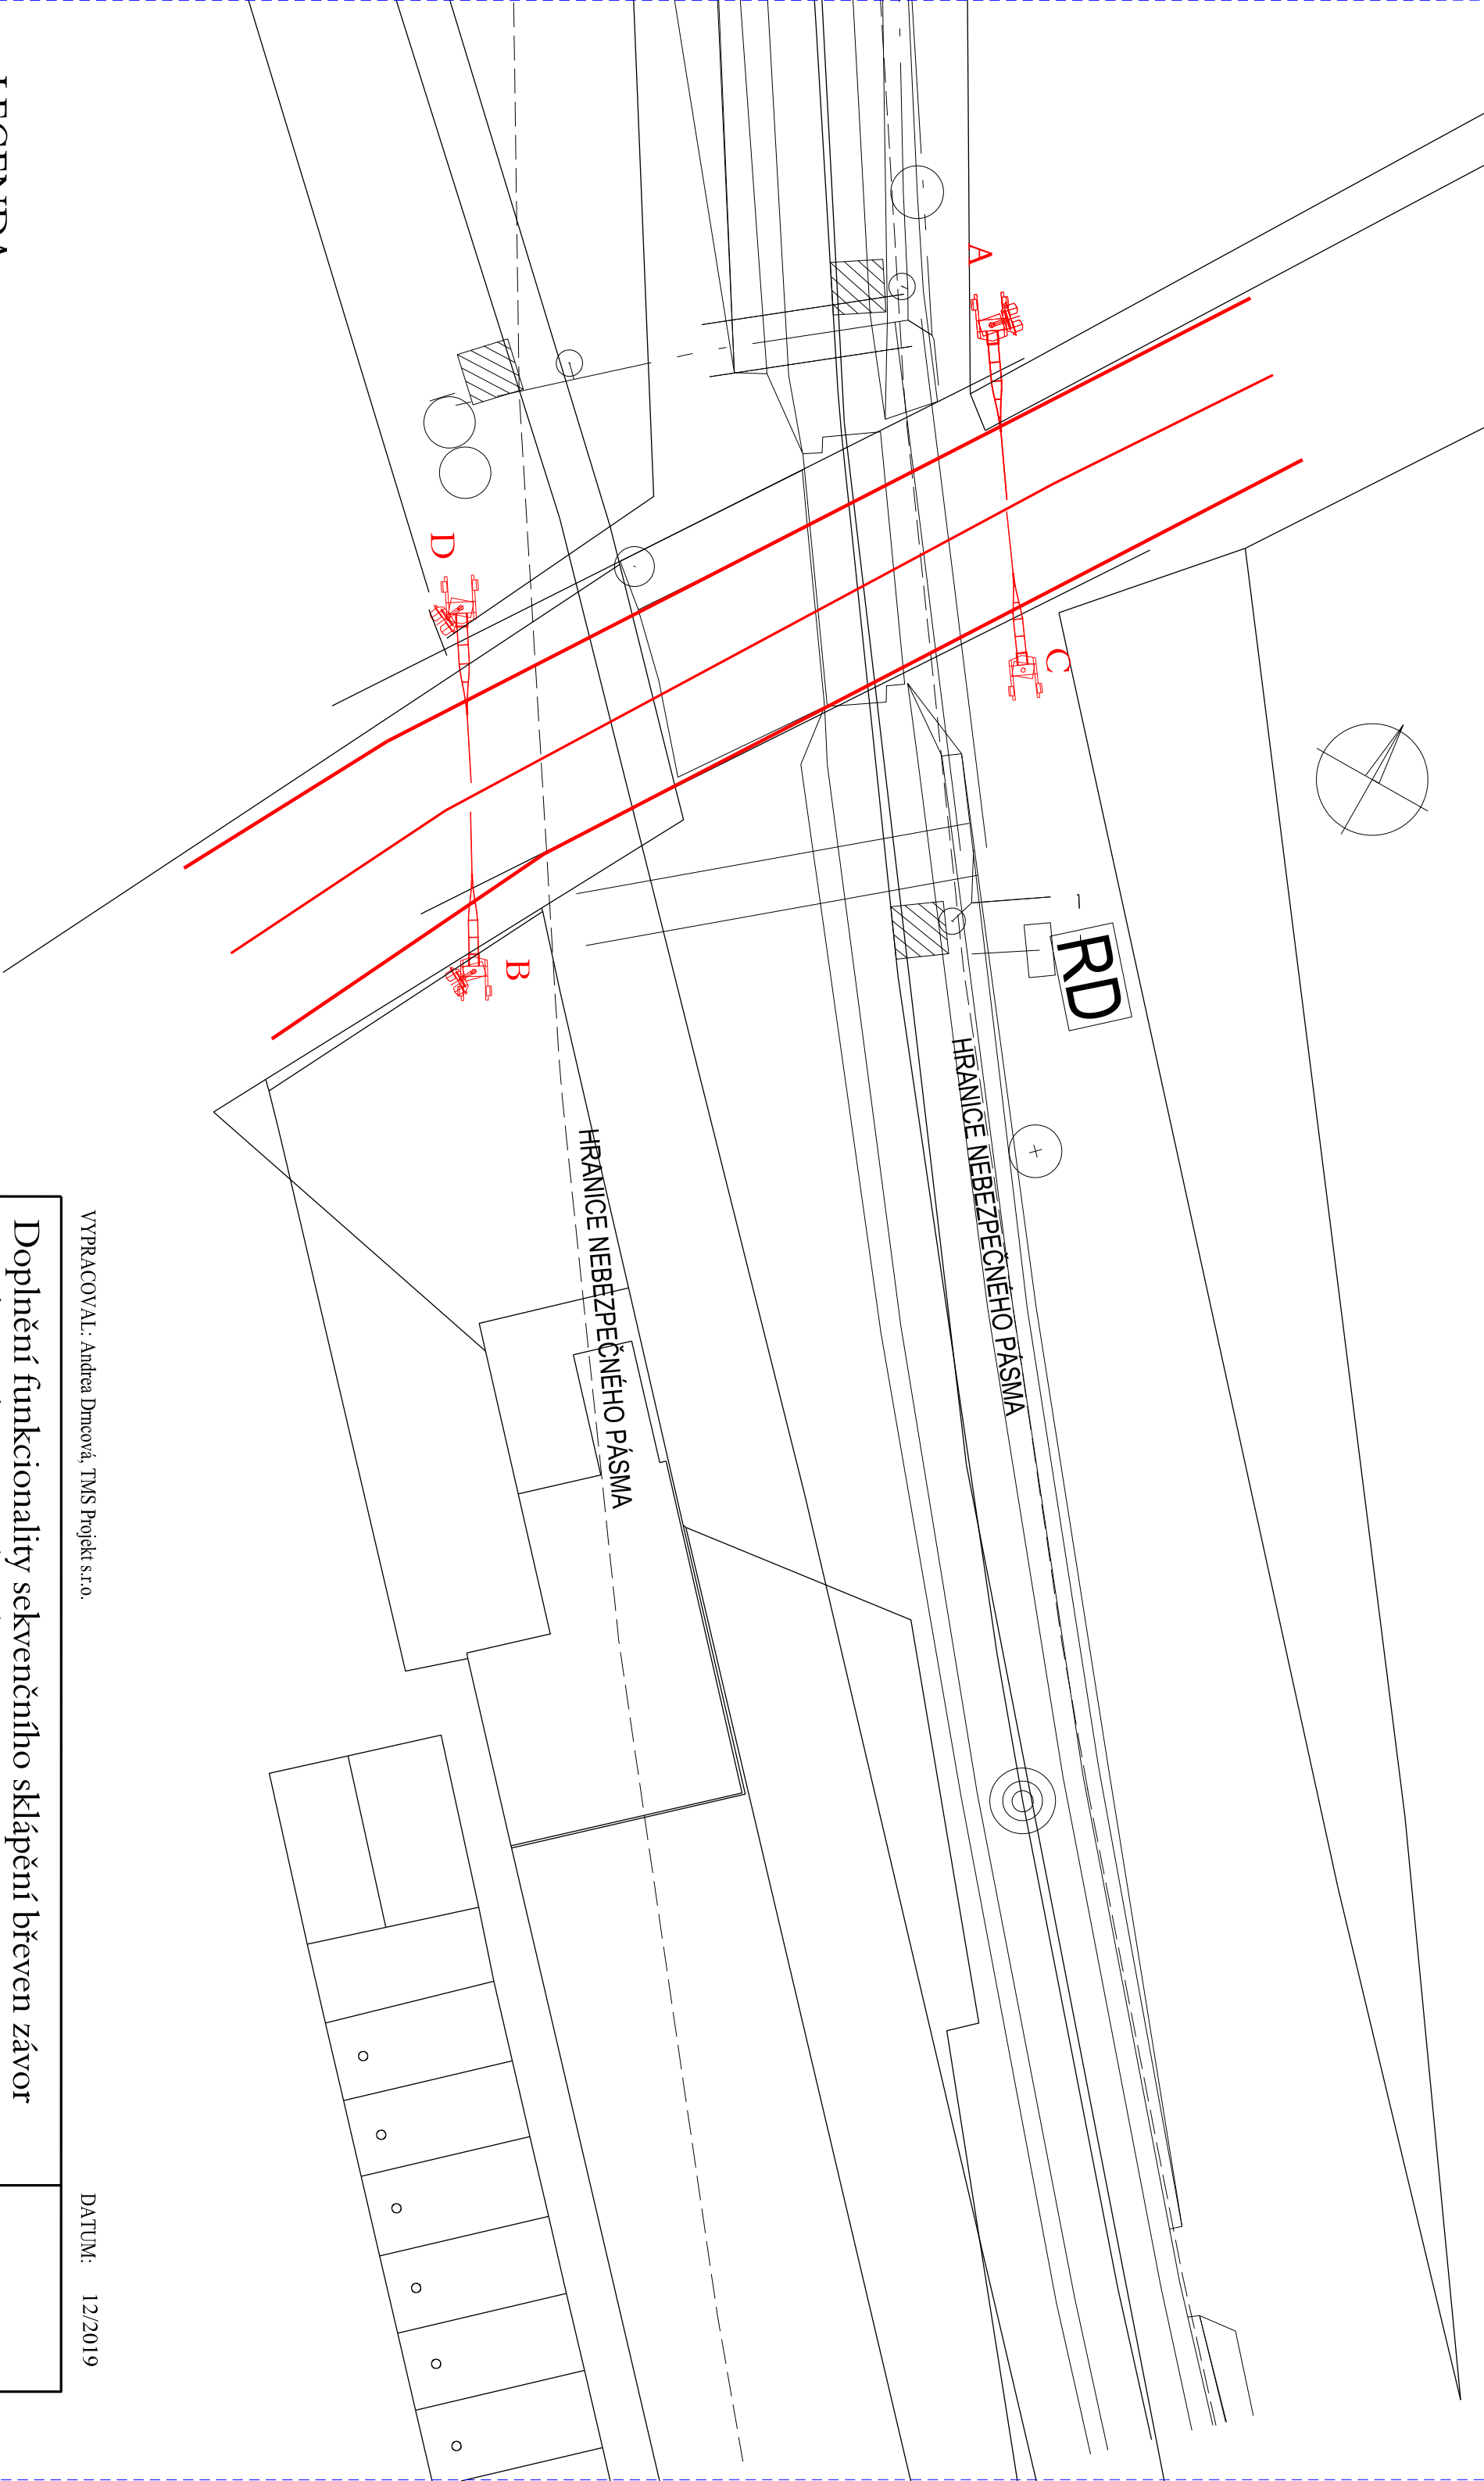 A
C
D
B
RD
HRANICE NEBEZPEČNÉHO PÁSMA
HRANICE NEBEZPEČNÉHO PÁSMA
LEGENDA
VYPRACOVAL: Andrea Drncová, TMS Projekt s.r.o.
DATUM: 12/2019
Doplnění funkcionality sekvenčního sklápění břeven závor